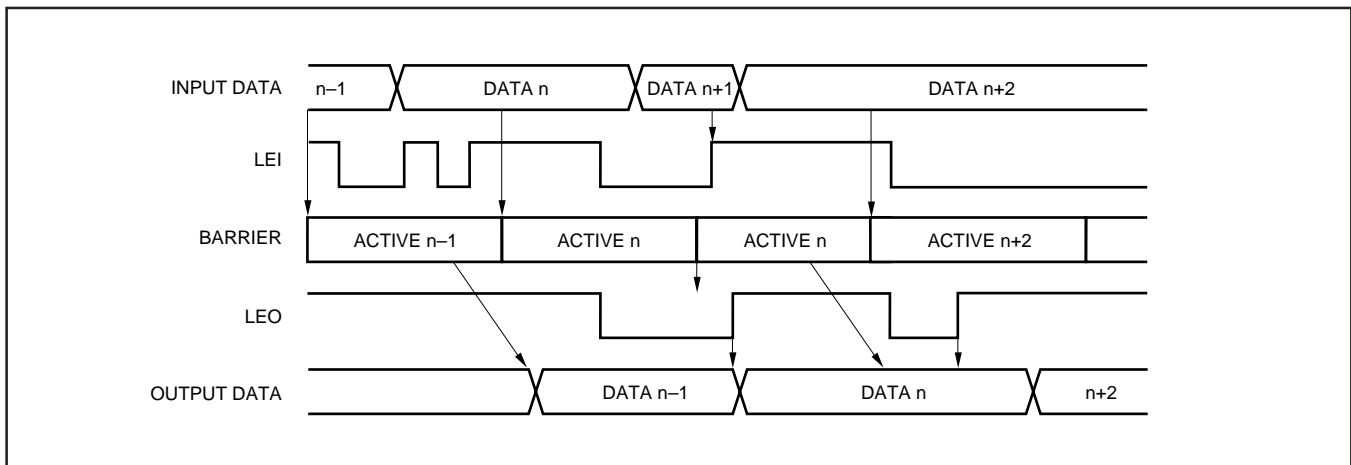 INPUT DATA n–1 DATA n DATA n+1 DATA n+2
LEI
BARRIER ACTIVE n–1 ACTIVE n ACTIVE n ACTIVE n+2
LEO
OUTPUT DATA DATA n–1 DATA n n+2